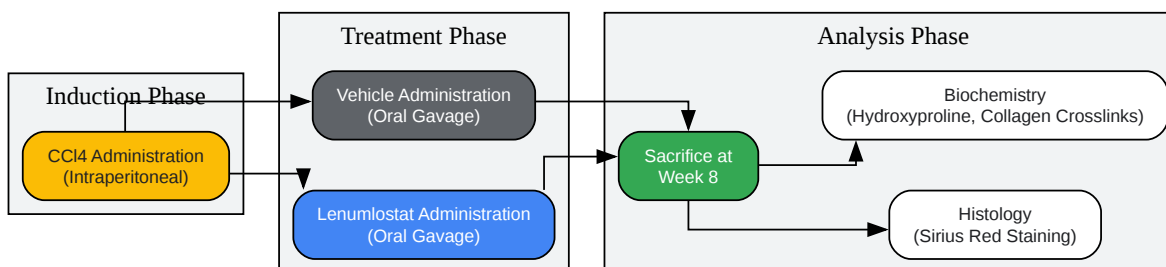 Induction Phase
CCl4 Administration
(Intraperitoneal)
Treatment Phase
Vehicle Administration
(Oral Gavage)
Lenumlostat Administration
(Oral Gavage)
Analysis Phase
Sacrifice at
Week 8
Biochemistry
(Hydroxyproline, Collagen Crosslinks)
Histology
(Sirius Red Staining)